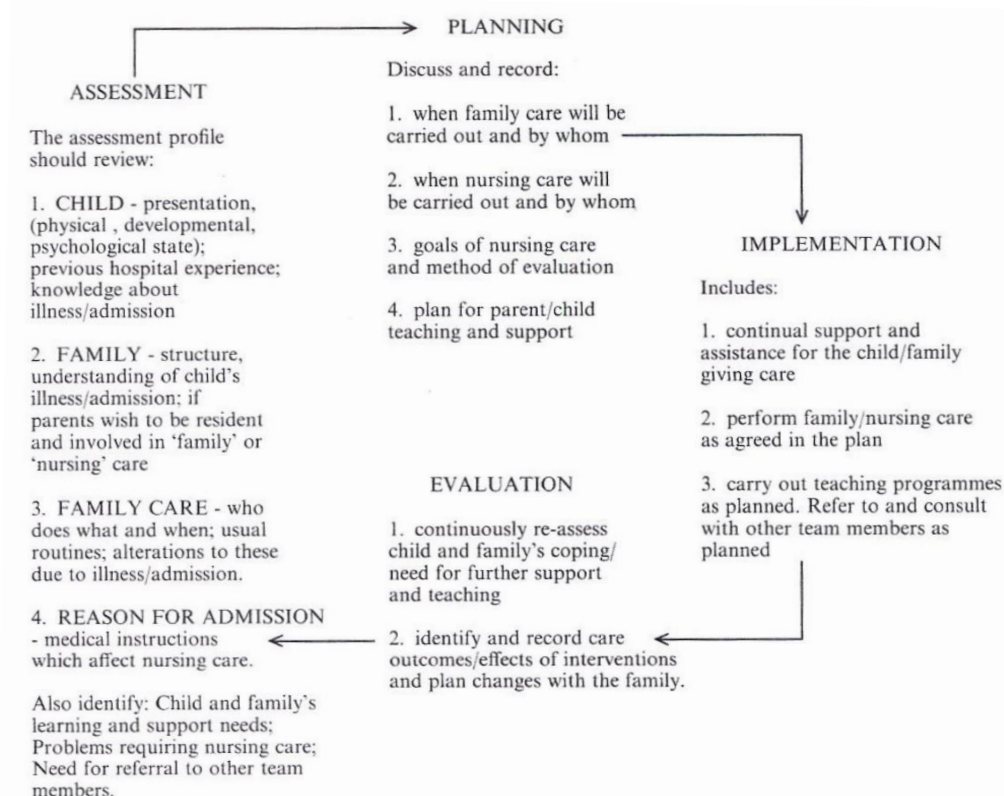 PLANNING
Discuss and record:
1. when family care will be
carried out and by whom
2. when nursing care will
be carried out and by whom
3. goals of nursing care
and method of evaluation
4. plan for parent/child
teaching and support
ASSESSMENT
The assessment profile
should review:
1. CHILD - presentation,
(physical , developmental,
psychological state);
previous hospital experience;
knowledge about
illness/admission
2. FAMILY - structure,
understanding of child's
illness/admission; if
parents wish to be resident
and involved in 'family' or
'nursing' care
3. FAMILY CARE - who
does what and when; usual
routines; alterations to these
due to illness/admission.
4. REASON FOR ADMISSION
- medical instructions
which affect nursing care.
Also identify: Child and family's
learning and support needs;
Problems requiring nursing care;
Need for referral to other team
members.
IMPLEMENTATION
Includes:
1. continual support and
assistance for the child/family
giving care
2. perform family/nursing care
as agreed in the plan
3. carry out teaching programmes
as planned. Refer to and consult
with other team members as
planned
EVALUATION
1. continuously re-assess
child and family's coping/
need for further support
and teaching
2. identify and record care
outcomes/effects of interventions
and plan changes with the family.